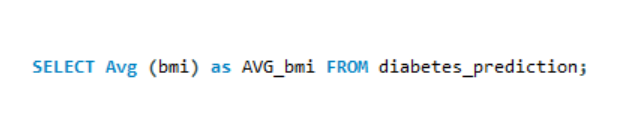 SELECT Avg (bmi) as AVG_bmi FROM diabetes_prediction;